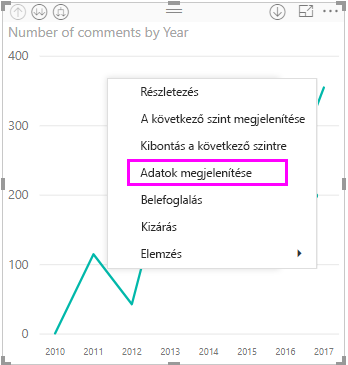 Number of comments by Year
400
Részletezés
A következő szint megjelenítése
300
Kibontás a következő szintre
Adatok megjelenítése
200
Belefoglalás
Kizárás
Elemzés
100
0
2010 2011 2012 2013 2014 2015 2016 2017